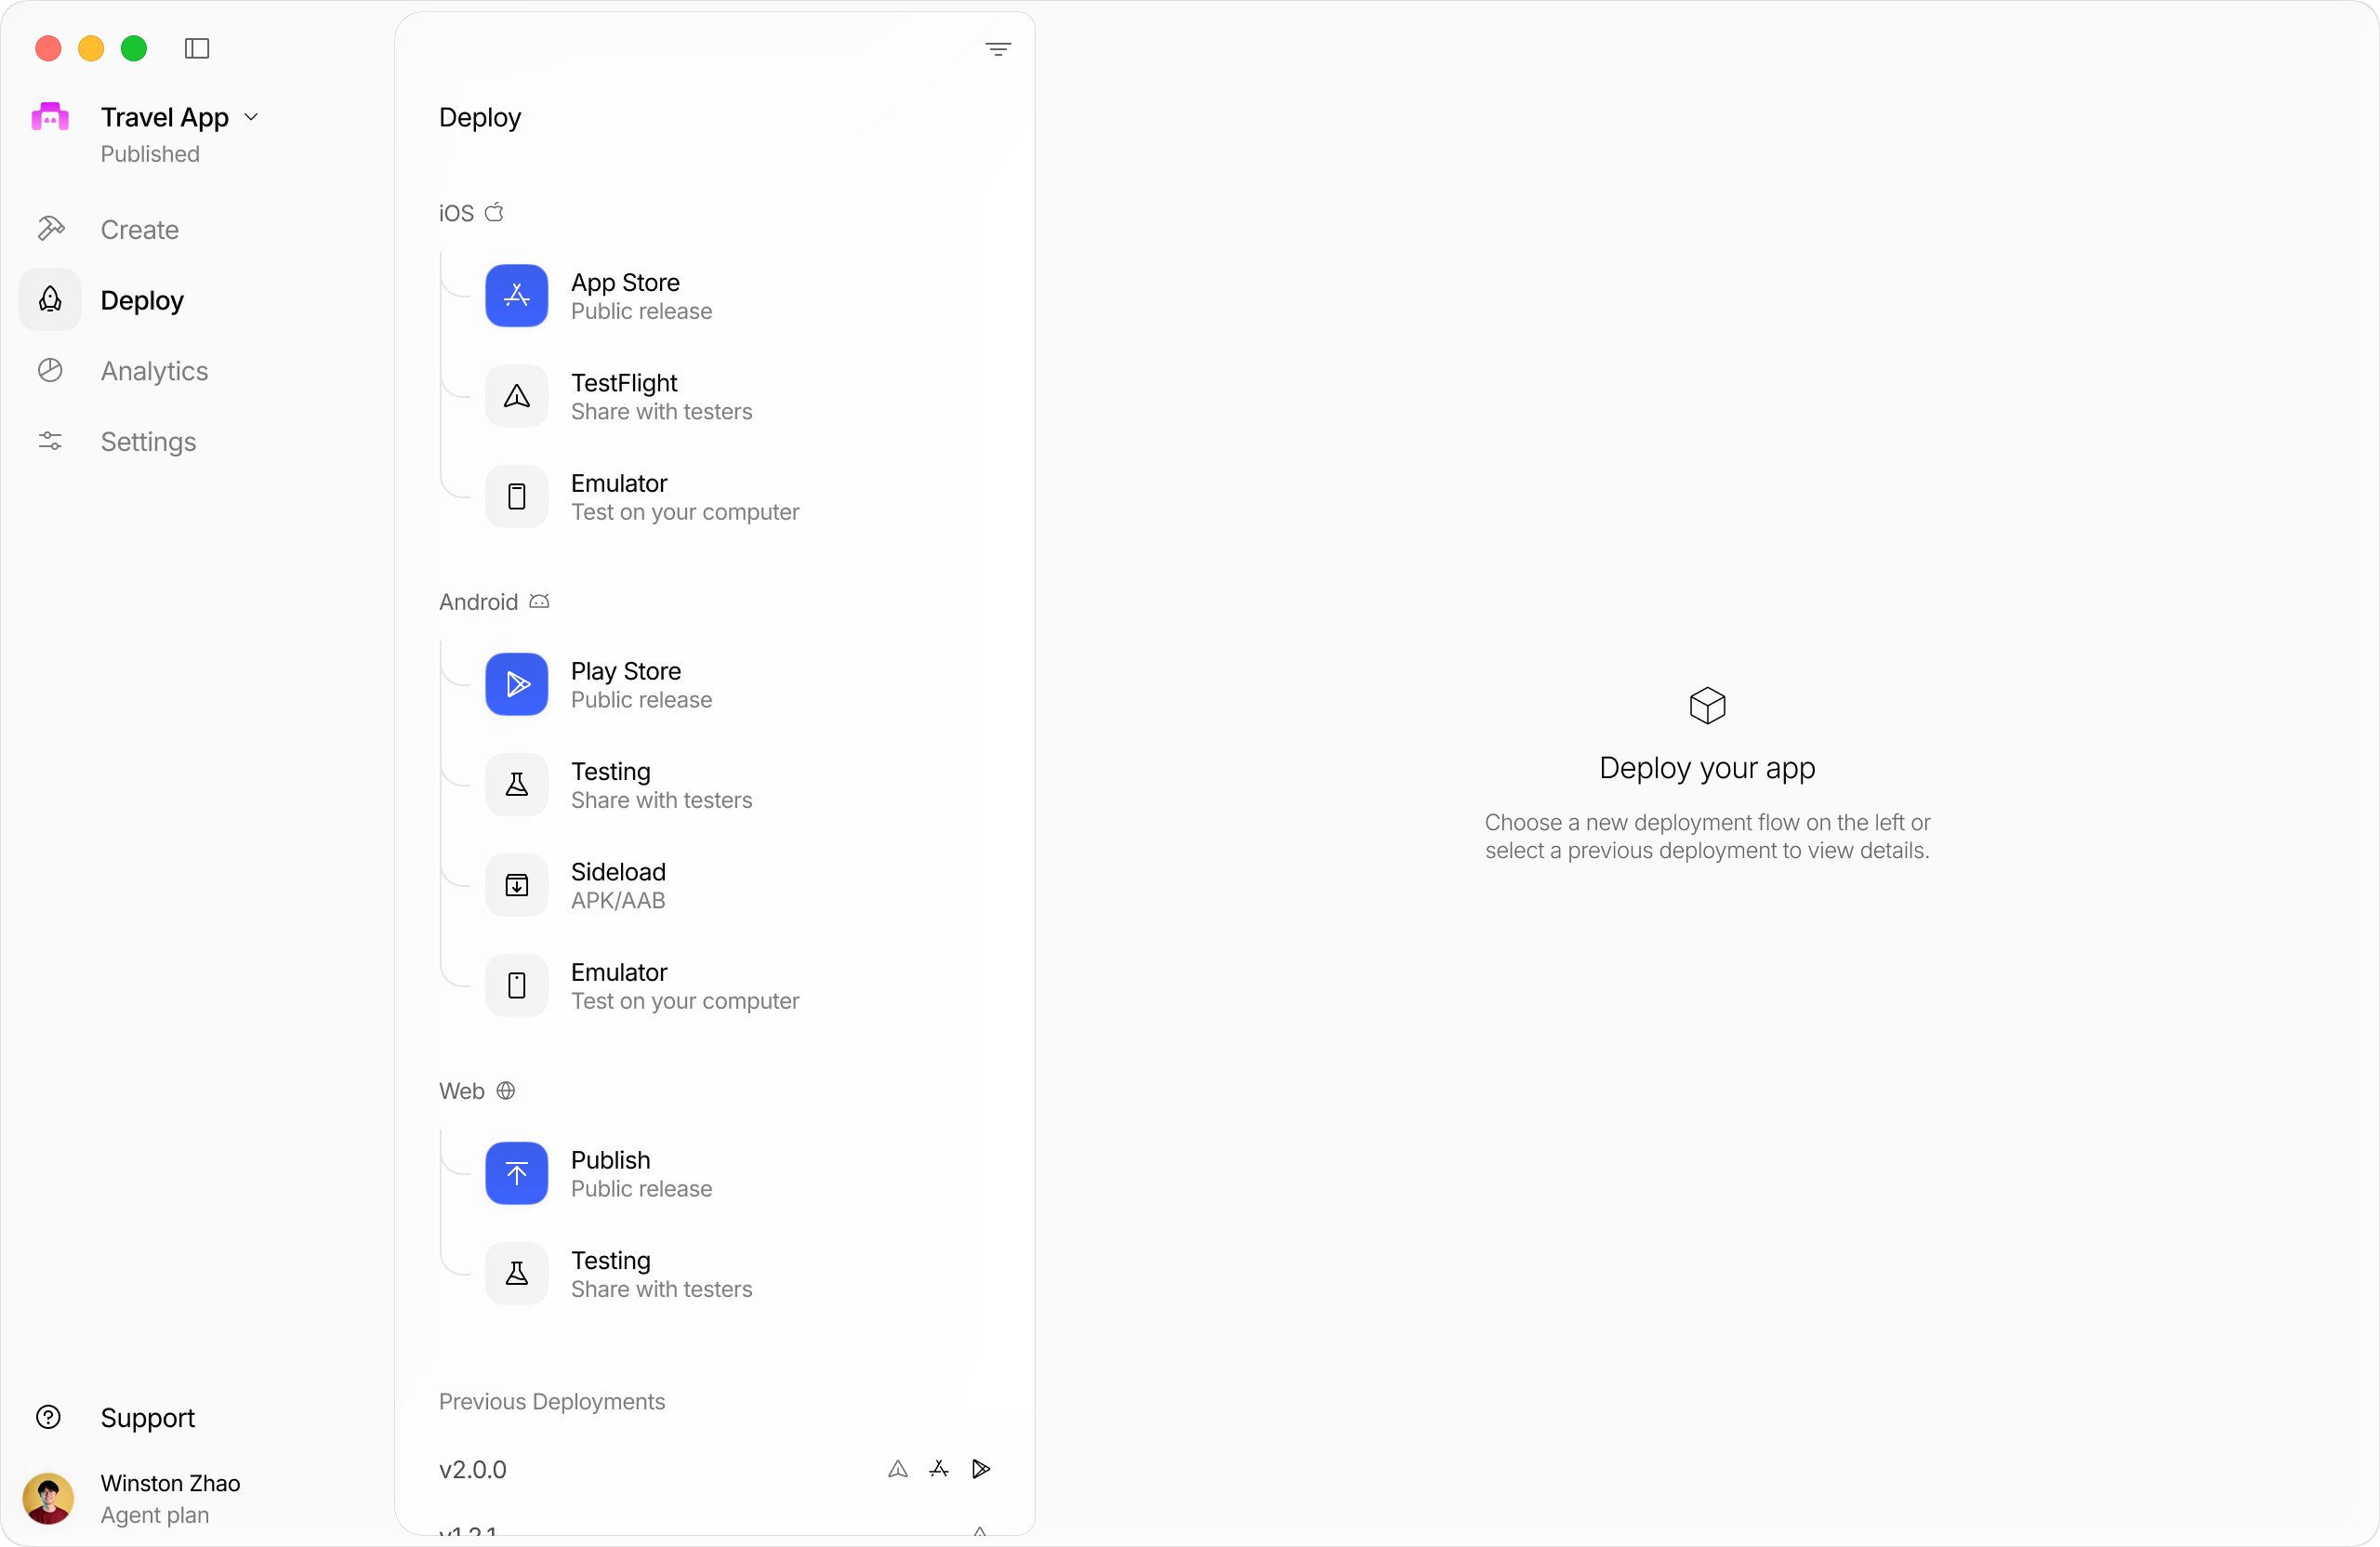 Travel App
Published
Create
Deploy
Analytics
Settings
Support
Winston Zhao
Agent plan
Deploy
iOS
App Store
Public release
TestFlight
Share with testers
Emulator
Test on your computer
Android
Play Store
Public release
Testing
Share with testers
Sideload
APK/AAB
Emulator
Test on your computer
Web
Publish
Public release
Testing
Share with testers
Previous Deployments
v2.0.0
v1.2.1
Deploy your app
Choose a new deployment flow on the left or
select a previous deployment to view details.